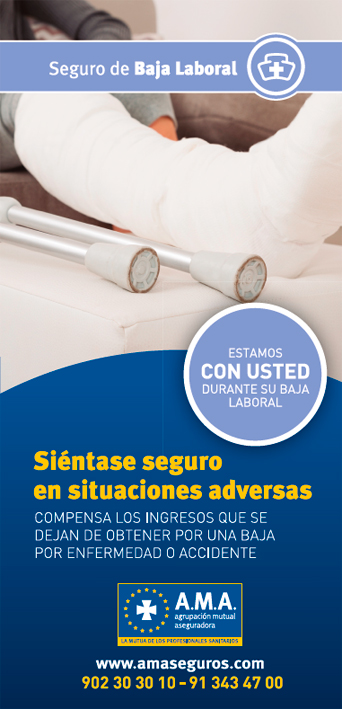 Seguro de Baja Laboral
ESTAMOS
CON USTED
DURANTE SU BAJA
LABORAL
Siéntase seguro
en situaciones adversas
COMPENSA LOS INGRESOS QUE SE
DEJAN DE OBTENER POR UNA BAJA
POR ENFERMEDAD O ACCIDENTE
A.M.A.
agrupación mutual
aseguradora
LA MUTUA DE LOS PROFESIONALES SANITARIOS
www.amaseguros.com
902 30 30 10 - 91 343 47 00